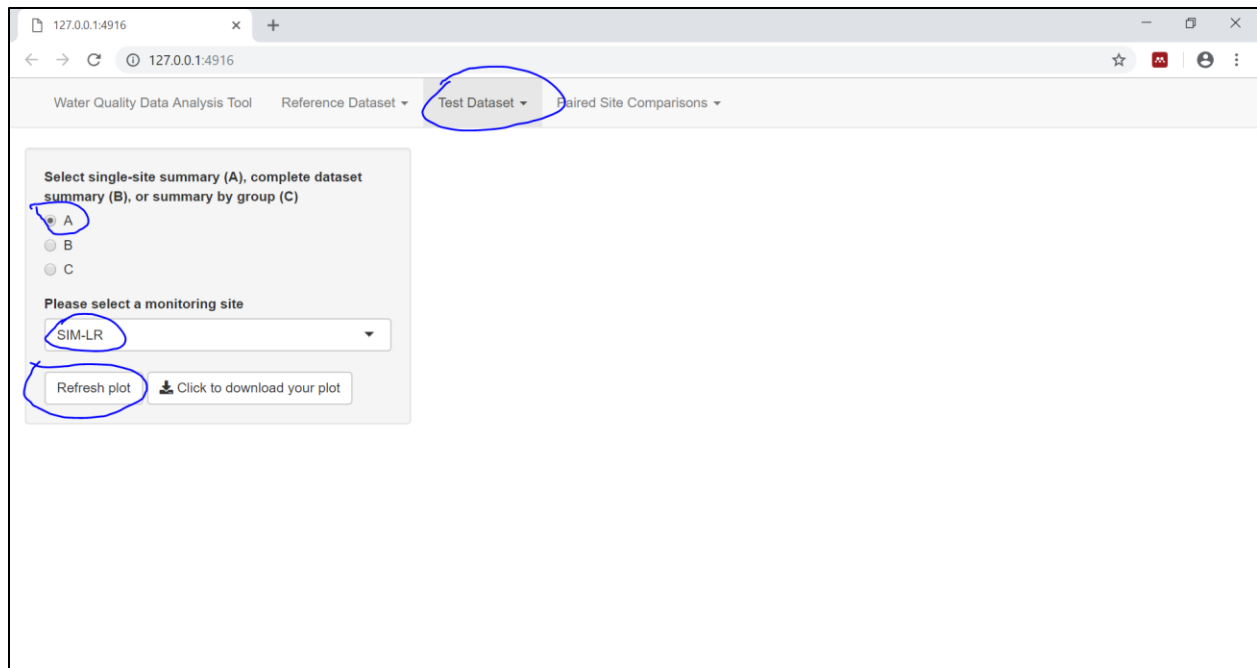 127.0.0.1:4916
127.0.0.1:4916
Water Quality Data Analysis Tool Reference Dataset Test Dataset Paired Site Comparisons
Select single-site summary (A), complete dataset
summary (B), or summary by group (C)
A
B
C
Please select a monitoring site
SIM-LR
Refresh plot Click to download your plot